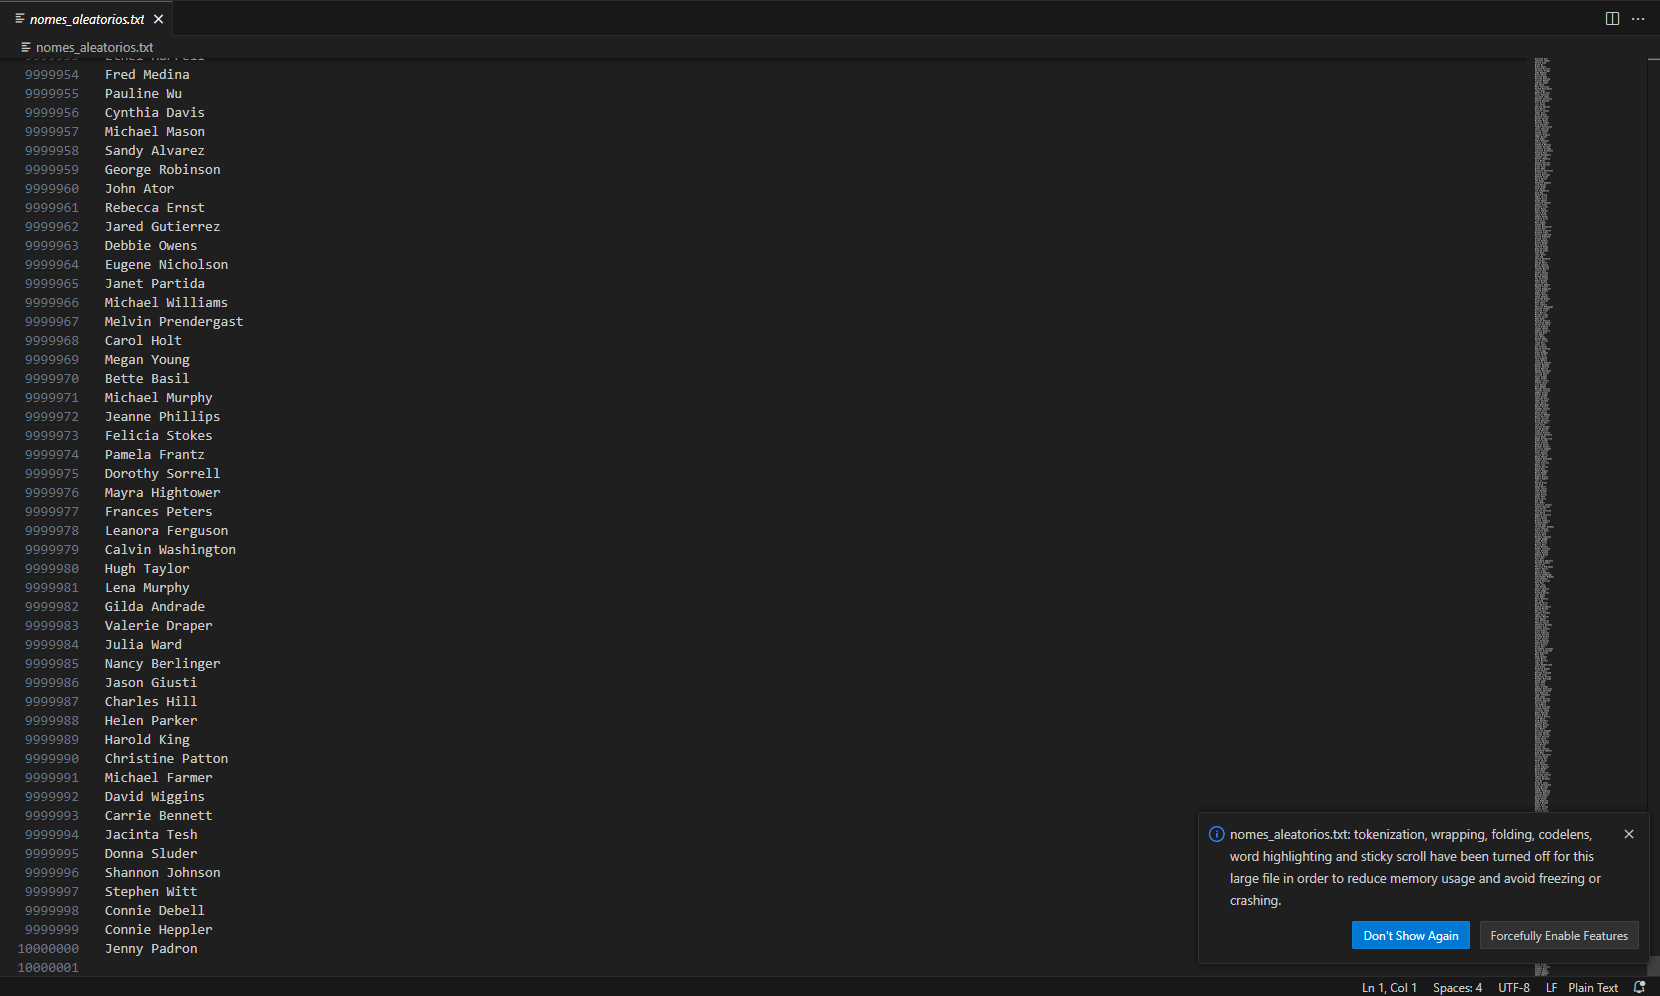 nomes_aleatorios.txt
nomes_aleatorios.txt
9999954 Fred Medina
9999955 Pauline Wu
9999956 Cynthia Davis
9999957 Michael Mason
9999958 Sandy Alvarez
9999959 George Robinson
9999960 John Ator
9999961 Rebecca Ernst
9999962 Jared Gutierrez
9999963 Debbie Owens
9999964 Eugene Nicholson
9999965 Janet Partida
9999966 Michael Williams
9999967 Melvin Prendergast
9999968 Carol Holt
9999969 Megan Young
9999970 Bette Basil
9999971 Michael Murphy
9999972 Jeanne Phillips
9999973 Felicia Stokes
9999974 Pamela Frantz
9999975 Dorothy Sorrell
9999976 Mayra Hightower
9999977 Frances Peters
9999978 Leanora Ferguson
9999979 Calvin Washington
9999980 Hugh Taylor
9999981 Lena Murphy
9999982 Gilda Andrade
9999983 Valerie Draper
9999984 Julia Ward
9999985 Nancy Berlinger
9999986 Jason Giusti
9999987 Charles Hill
9999988 Helen Parker
9999989 Harold King
9999990 Christine Patton
9999991 Michael Farmer
9999992 David Wiggins
9999993 Carrie Bennett
9999994 Jacinta Tesh
9999995 Donna Sluder
9999996 Shannon Johnson
9999997 Stephen Witt
9999998 Connie Debell
9999999 Connie Heppler
10000000 Jenny Padron
10000001
nomes_aleatorios.txt: tokenization, wrapping, folding, codelens,
word highlighting and sticky scroll have been turned off for this
large file in order to reduce memory usage and avoid freezing or
crashing.
Don't Show Again Forcefully Enable Features
Ln 1, Col 1 Spaces: 4 UTF-8 LF Plain Text